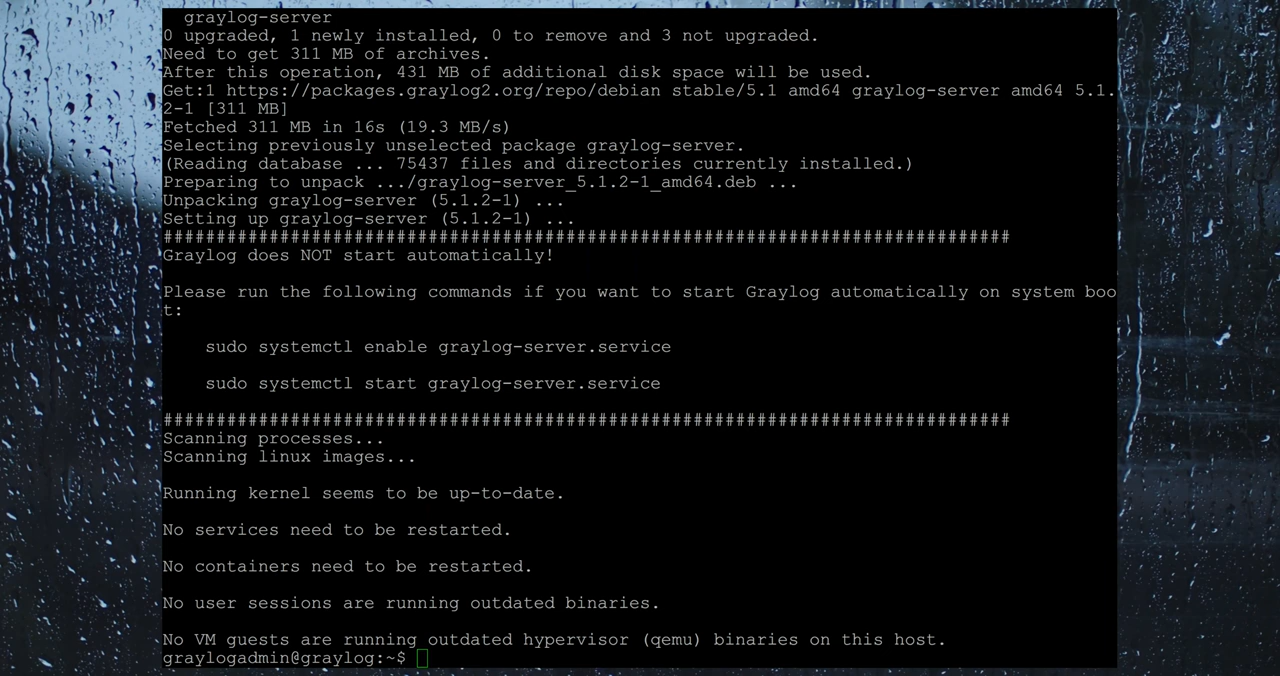 graylog-server
0 upgraded, 1 newly installed, 0 to remove and 3 not upgraded.
Need to get 311 MB of archives.
After this operation, 431 MB of additional disk space will be used.
Get:1 https://packages.graylog2.org/repo/debian stable/5.1 amd64 graylog-server amd64 5.1.
2-1 [311 MB]
Fetched 311 MB in 16s (19.3 MB/s)
Selecting previously unselected package graylog-server.
(Reading database ... 75437 files and directories currently installed.)
Preparing to unpack .../graylog-server_5.1.2-1_amd64.deb ...
Unpacking graylog-server (5.1.2-1) ...
Setting up graylog-server (5.1.2-1) ...
################################################################################
Graylog does NOT start automatically!
Please run the following commands if you want to start Graylog automatically on system boo
t:
sudo systemctl enable graylog-server.service
sudo systemctl start graylog-server.service
################################################################################
Scanning processes...
Scanning linux images...
Running kernel seems to be up-to-date.
No services need to be restarted.
No containers need to be restarted.
No user sessions are running outdated binaries.
No VM guests are running outdated hypervisor (qemu) binaries on this host.
graylogadmin@graylog:~$